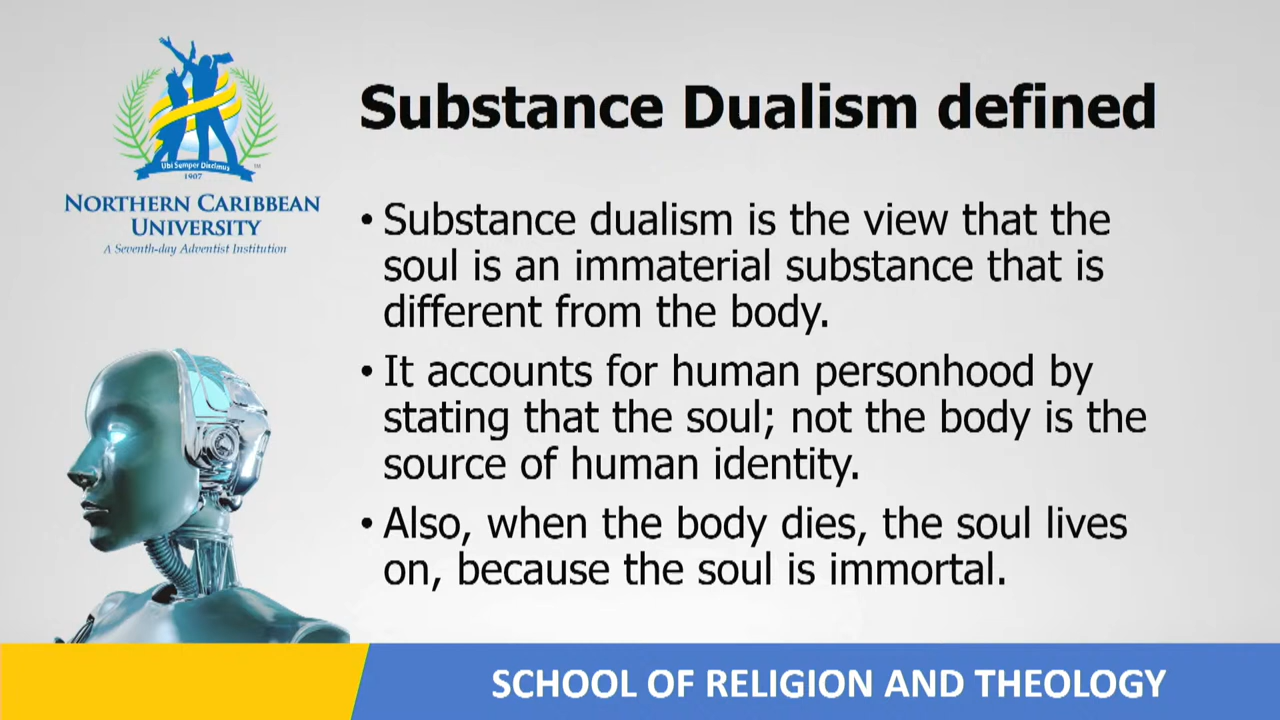 Ubi Semper Discimus
1907
NORTHERN CARIBBEAN
UNIVERSITY
A Seventh-day Adventist Institution
Substance Dualism defined
• Substance dualism is the view that the
soul is an immaterial substance that is
different from the body.
• It accounts for human personhood by
stating that the soul; not the body is the
source of human identity.
• Also, when the body dies, the soul lives
on, because the soul is immortal.
SCHOOL OF RELIGION AND THEOLOGY